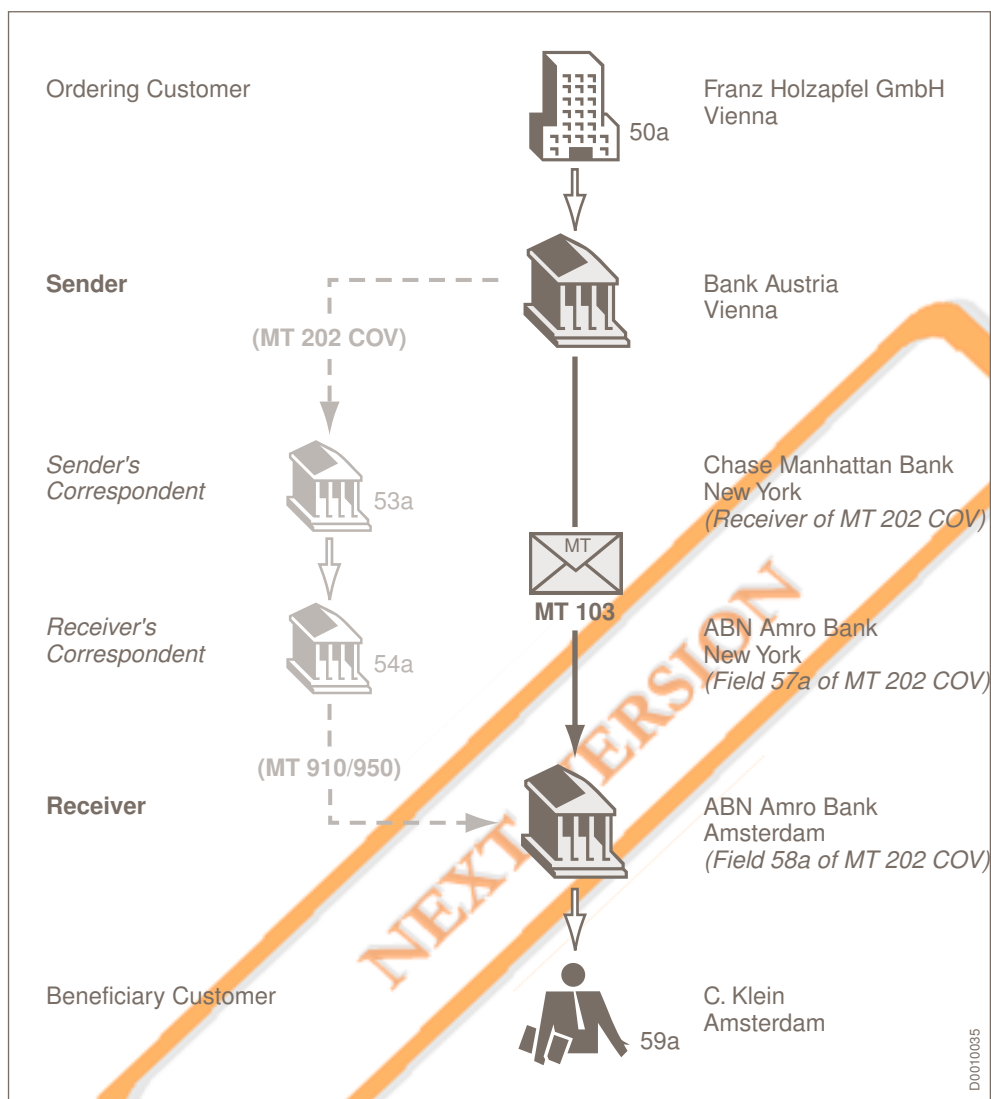 Ordering Customer
Franz Holzapfel GmbH
Vienna
50a
Sender
Bank Austria
Vienna
(MT 202 COV)
Sender's
Correspondent
53a
Chase Manhattan Bank
New York
(Receiver of MT 202 COV)
MT
MT 103
Receiver's
Correspondent
54a
ABN Amro Bank
New York
(Field 57a of MT 202 COV)
(MT 910/950)
Receiver
ABN Amro Bank
Amsterdam
(Field 58a of MT 202 COV)
NEXT VERSION
Beneficiary Customer
59a
C. Klein
Amsterdam
D0010035